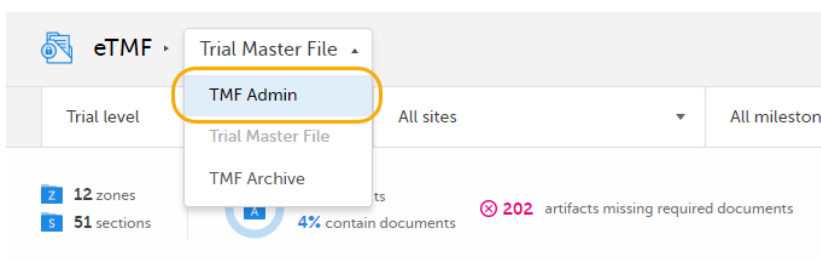 eTMF ▸ Trial Master File ▴
TMF Admin
Trial level
All sites ▾
All mileston
Trial Master File
TMF Archive
Z 12 zones
S 51 sections
A
ts
4% contain documents
202 artifacts missing required documents